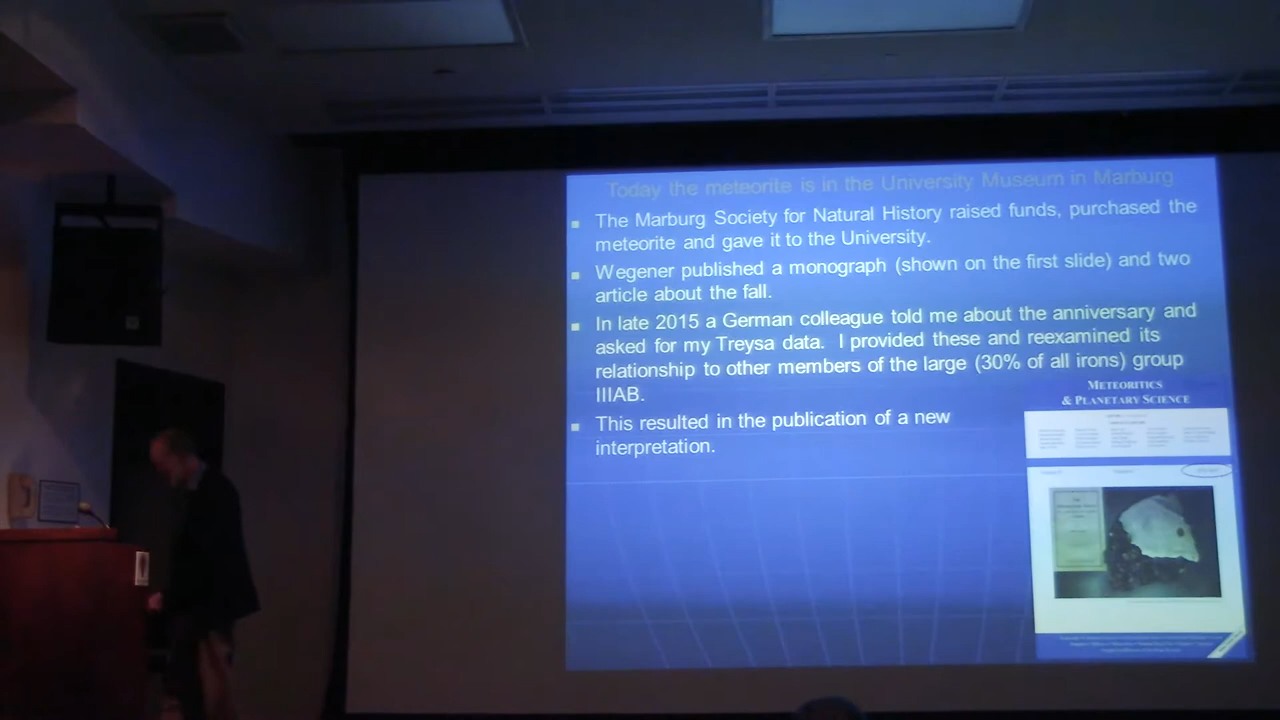 Today the meteorite is in the University Museum in Marburg
The Marburg Society for Natural History raised funds, purchased the
meteorite and gave it to the University.
Wegener published a monograph (shown on the first slide) and two
article about the fall.
In late 2015 a German colleague told me about the anniversary and
asked for my Treysa data. I provided these and reexamined its
relationship to other members of the large (30% of all irons) group
IIIAB.
This resulted in the publication of a new
interpretation.
METEORITICS
& PLANETARY SCIENCE